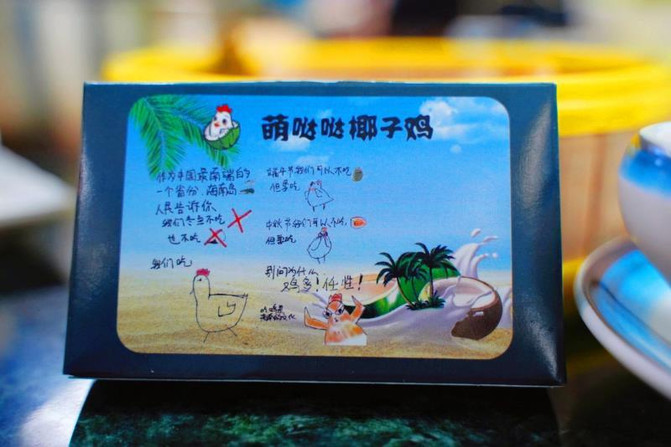 萌哒哒椰子鸡
作为中国最南端的
一个省份，海南岛
人民告诉你，
我们冬至不吃
也不吃
我们吃
端午节我们可以不吃
但要吃
中秋节我们可以不吃
但要吃
别问为什么
鸡多！任性！